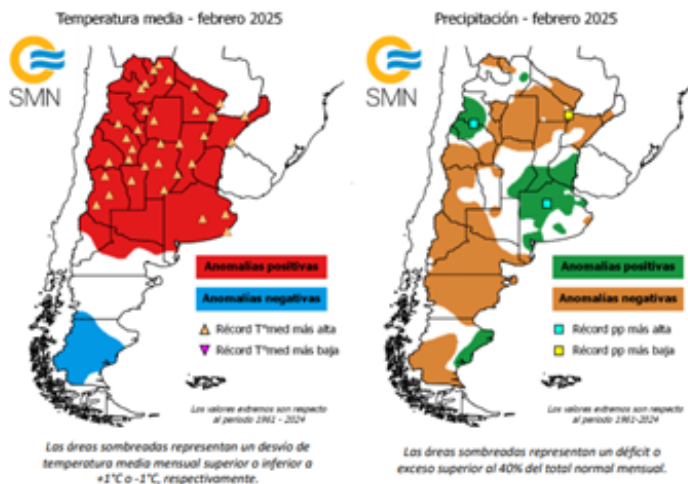 Temperatura media - febrero 2025
SMN
Anomalías positivas
Anomalías negativas
Récord T°med más alta
Récord T°med más baja
Los valores extremos son respecto
al periodo 1961 - 2024
Las áreas sombreadas representan un desvío de
temperatura media mensual superior o inferior a
+1°C o -1°C, respectivamente.
Precipitación - febrero 2025
SMN
Anomalías positivas
Anomalías negativas
Récord pp más alta
Récord pp más baja
Los valores extremos son respecto
al periodo 1961-2024
Las áreas sombreadas representan un déficit o
exceso superior al 40% del total normal mensual.